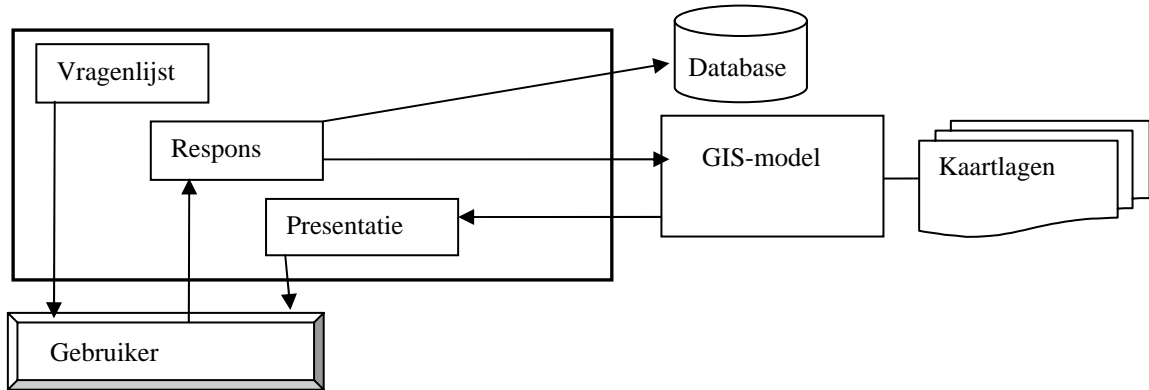 Vragenlijst
Database
Respons
GIS-model
Kaartlagen
Presentatie
Gebruiker